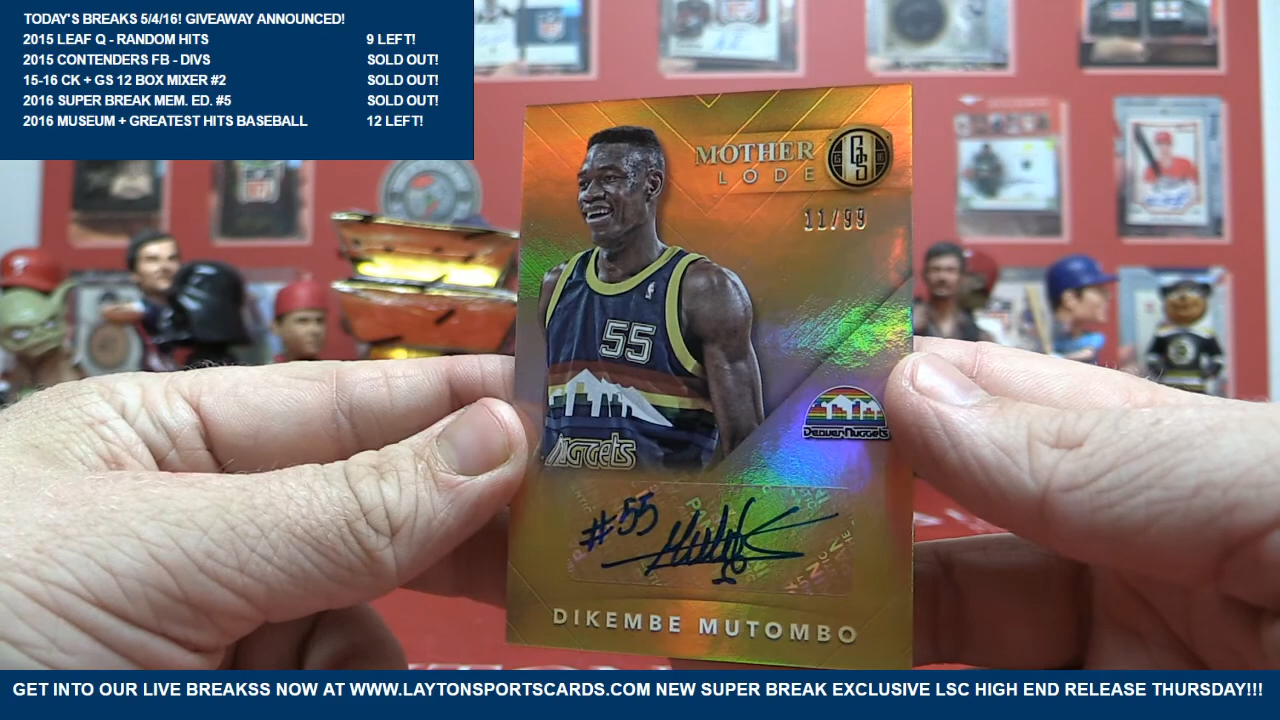 TODAY'S BREAKS 5/4/16! GIVEAWAY ANNOUNCED!
2015 LEAF Q - RANDOM HITS 9 LEFT!
2015 CONTENDERS FB - DIVS SOLD OUT!
15-16 CK + GS 12 BOX MIXER #2 SOLD OUT!
2016 SUPER BREAK MEM. ED. #5 SOLD OUT!
2016 MUSEUM + GREATEST HITS BASEBALL 12 LEFT!
MOTHER
LODE
GS
11/99
55
Nuggets
Denver Nuggets
#55
DIKEMBE MUTOMBO
GET INTO OUR LIVE BREAKSS NOW AT WWW.LAYTONSPORTSCARDS.COM NEW SUPER BREAK EXCLUSIVE LSC HIGH END RELEASE THURSDAY!!!